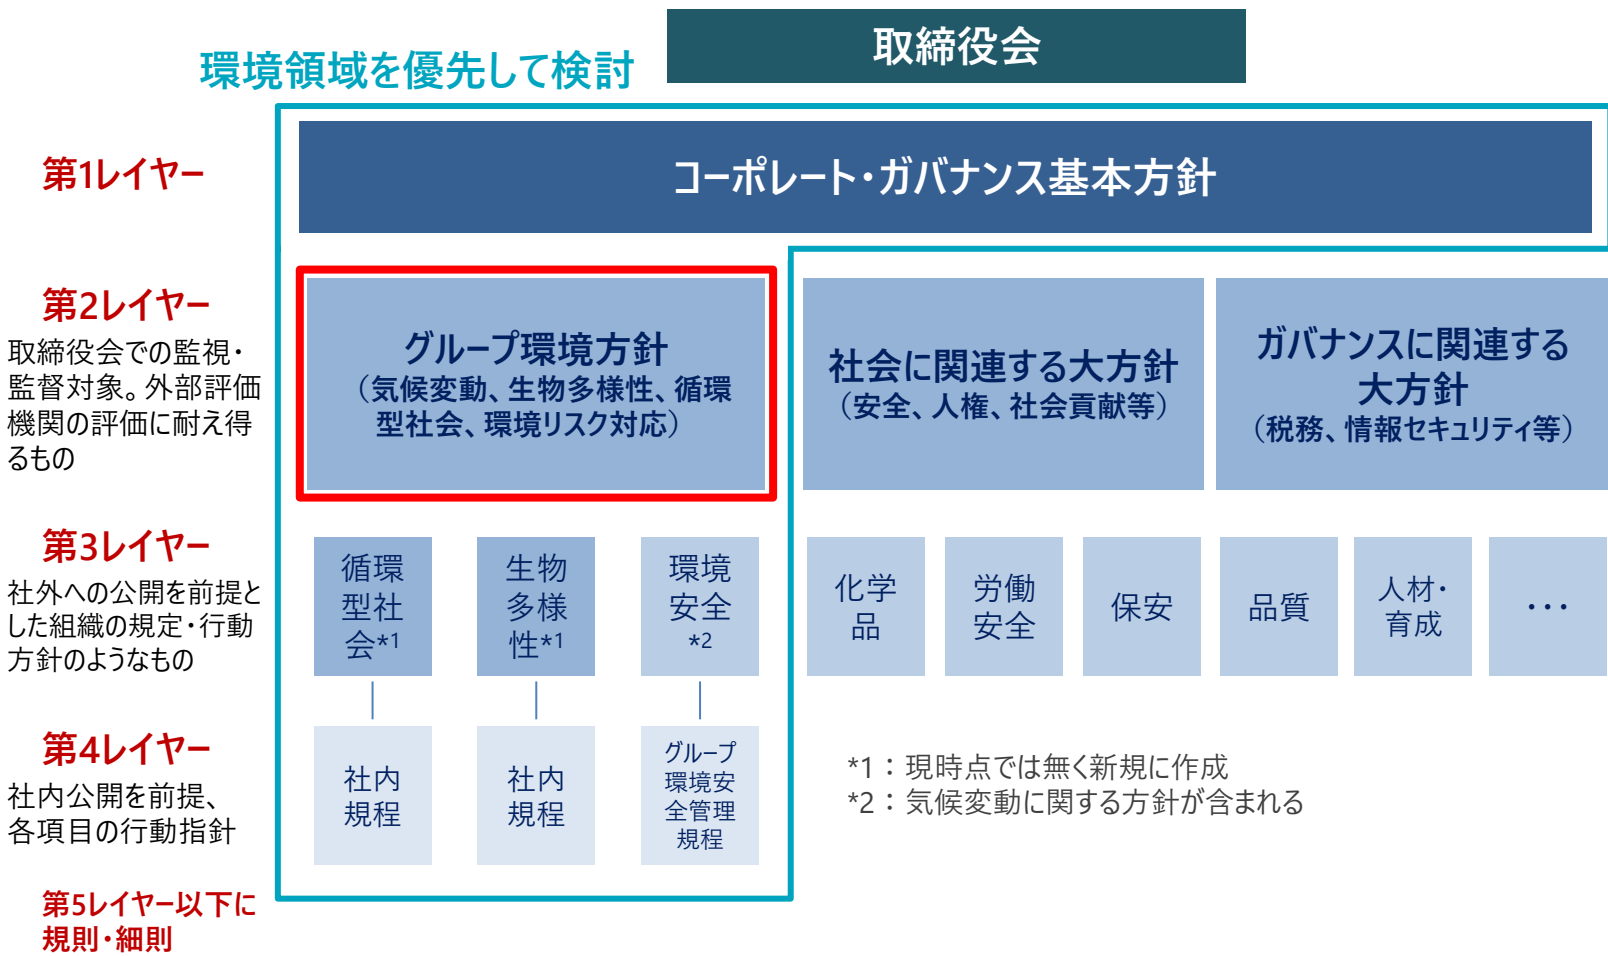 取締役会
環境領域を優先して検討
第1レイヤー
コーポレート・ガバナンス基本方針
第2レイヤー
取締役会での監視・
監督対象。外部評価
機関の評価に耐え得
るもの
グループ環境方針
（気候変動、生物多様性、循環
型社会、環境リスク対応）
社会に関連する大方針
（安全、人権、社会貢献等）
ガバナンスに関連する
大方針
（税務、情報セキュリティ等）
第3レイヤー
社外への公開を前提と
した組織の規定・行動
方針のようなもの
循環
型社
会*1
生物
多様
性*1
環境
安全
*2
化学
品
労働
安全
保安
品質
人材・
育成
・・・
第4レイヤー
社内公開を前提、
各項目の行動指針
社内
規程
社内
規程
グループ
環境安
全管理
規程
*1：現時点では無く新規に作成
*2：気候変動に関する方針が含まれる
第5レイヤー以下に
規則・細則